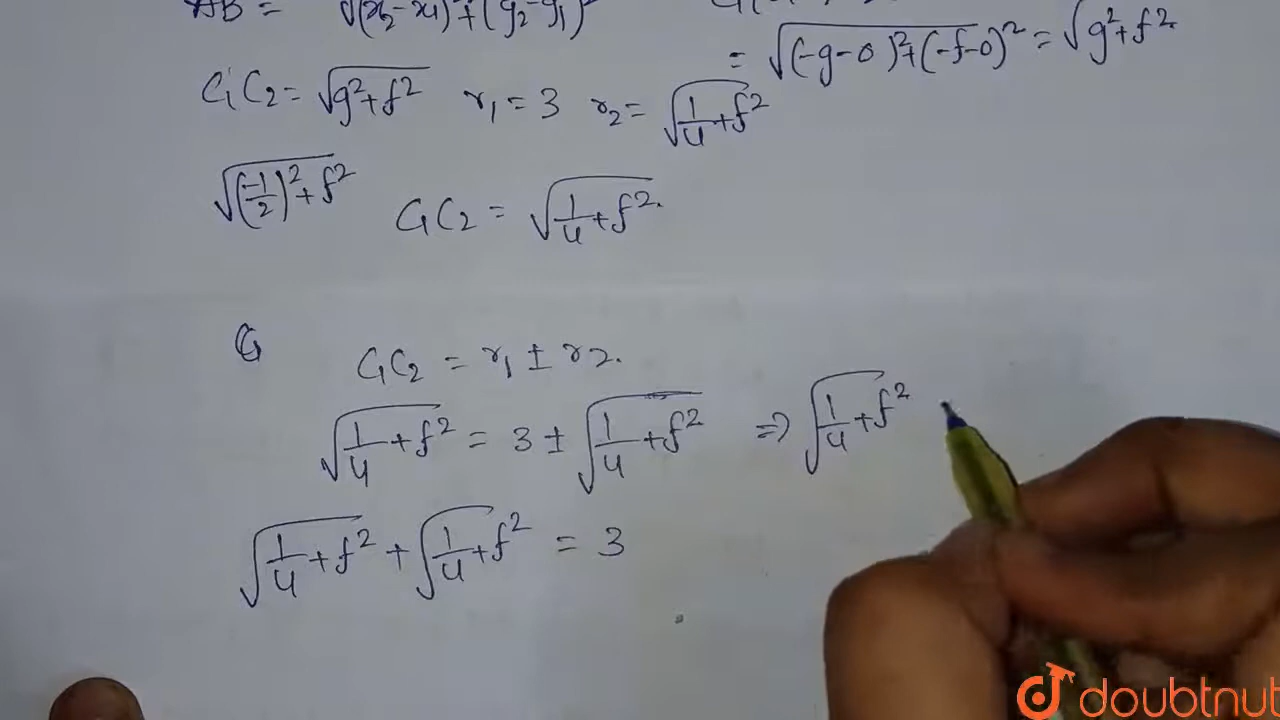 AB = √(x₂-x₁)²+(y₂-y₁)²
= √(-g-0)²+(-f-0)² = √g²+f²
C₁C₂ = √g²+f² r₁ = 3 r₂ = √1/4+f²
√(-1/2)²+f² C₁C₂ = √1/4+f².
C₁
C₁C₂ = r₁ ± r₂.
√1/4+f² = 3 ± √1/4+f² ⇒ √1/4+f²
√1/4+f² + √1/4+f² = 3
doubtnut